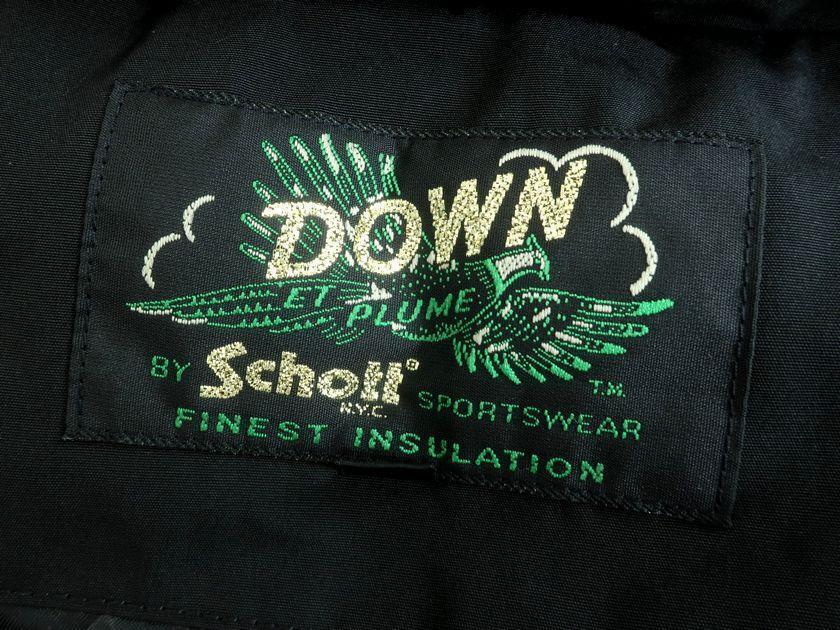 DOWN
ET PLUME
BY Schott® SPORTSWEAR T.M.
N.Y.C.
FINEST INSULATION